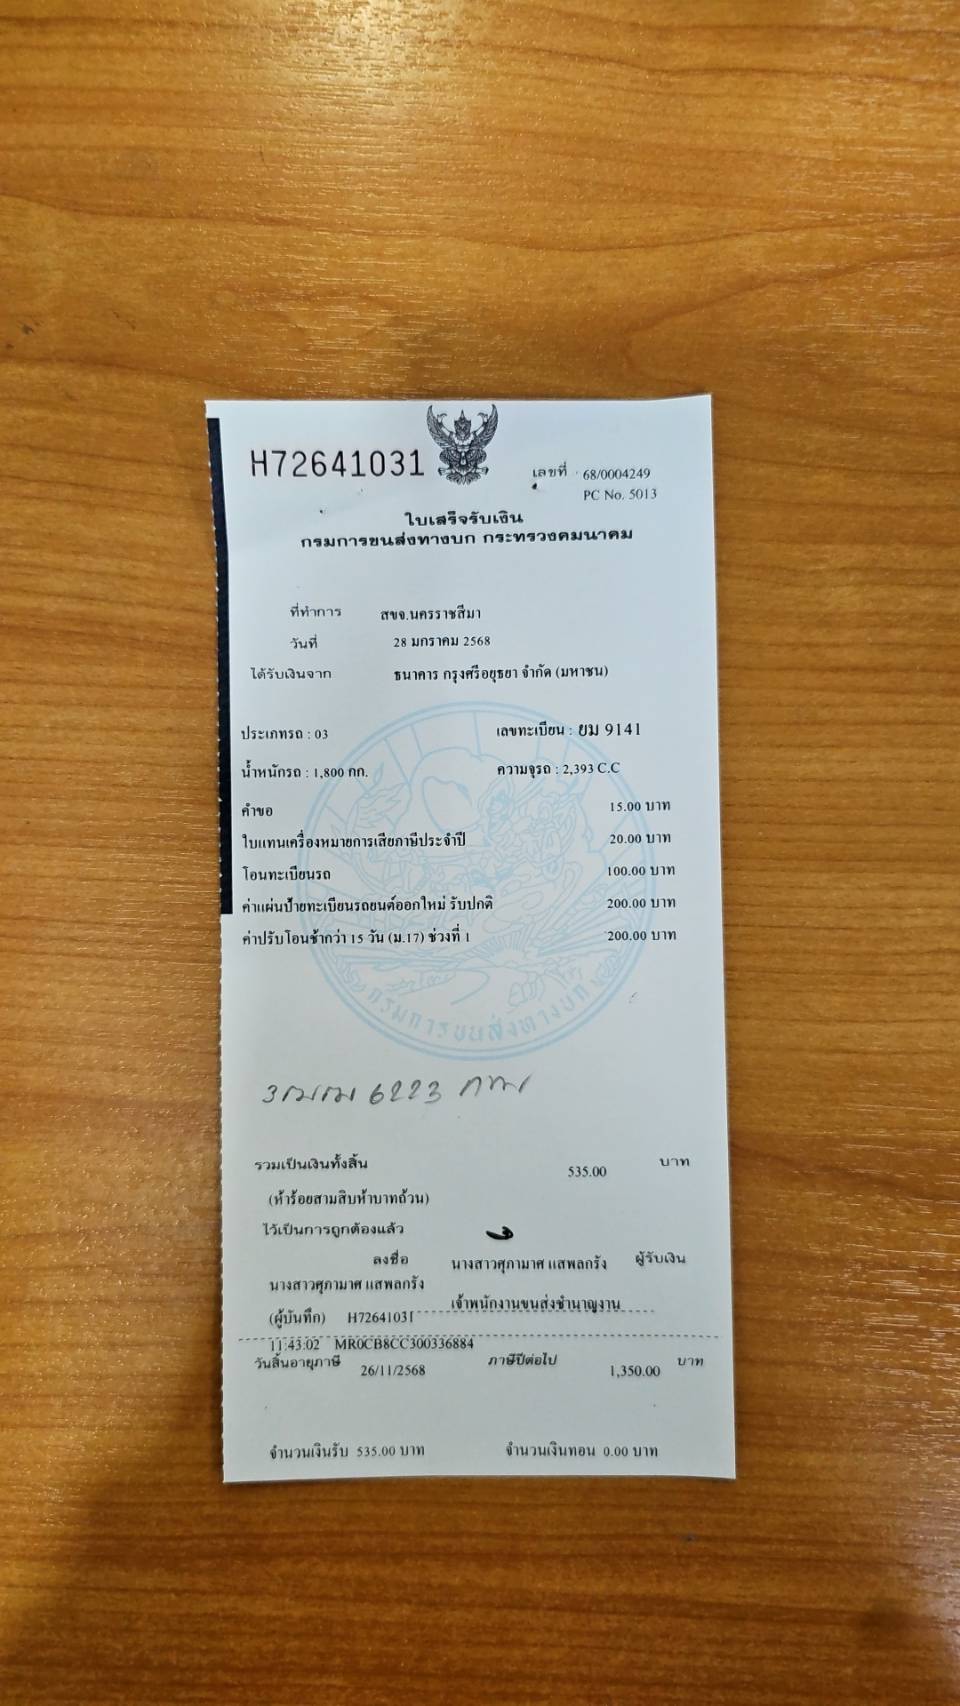 H72641031
เลขที่ 68/0004249
PC No. 5013
ใบเสร็จรับเงิน
กรมการขนส่งทางบก กระทรวงคมนาคม
ที่ทำการ สขจ.นครราชสีมา
วันที่ 28 มกราคม 2568
ได้รับเงินจาก ธนาคาร กรุงศรีอยุธยา จำกัด (มหาชน)
ประเภทรถ : 03 เลขทะเบียน : ยม 9141
น้ำหนักรถ : 1,800 กก. ความจุรถ : 2,393 C.C
คำขอ 15.00 บาท
ใบแทนเครื่องหมายการเสียภาษีประจำปี 20.00 บาท
โอนทะเบียนรถ 100.00 บาท
ค่าแผ่นป้ายทะเบียนรถยนต์ออกใหม่ รับปกติ 200.00 บาท
ค่าปรับโอนช้ากว่า 15 วัน (ม.17) ช่วงที่ 1 200.00 บาท
กรมการขนส่งทางบก
6223
รวมเป็นเงินทั้งสิ้น 535.00 บาท
(ห้าร้อยสามสิบห้าบาทถ้วน)
ไว้เป็นการถูกต้องแล้ว
ลงชื่อ นางสาวศุภามาศ แสพลกรัง ผู้รับเงิน
นางสาวศุภามาศ แสพลกรัง
เจ้าพนักงานขนส่งชำนาญงาน
(ผู้บันทึก) H72641031
11:43:02 MR0CB8CC300336884
วันสิ้นอายุภาษี 26/11/2568 ภาษีปีต่อไป 1,350.00 บาท
จำนวนเงินรับ 535.00 บาท จำนวนเงินทอน 0.00 บาท